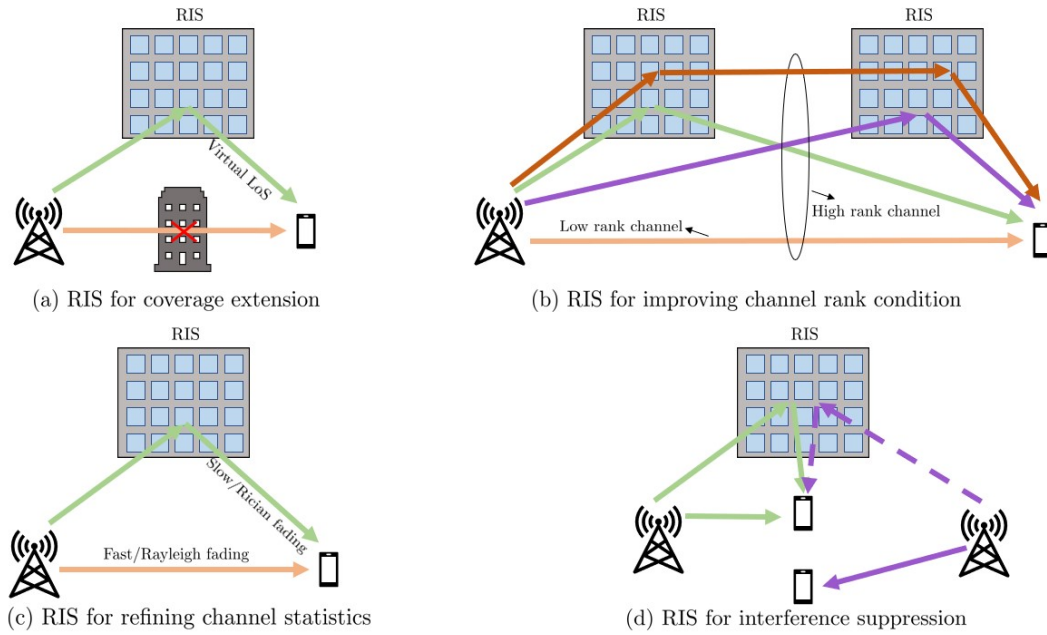 RIS
Virtual LoS
(a) RIS for coverage extension
RIS
RIS
High rank channel
Low rank channel
(b) RIS for improving channel rank condition
RIS
Slow/Rician fading
Fast/Rayleigh fading
(c) RIS for refining channel statistics
RIS
(d) RIS for interference suppression